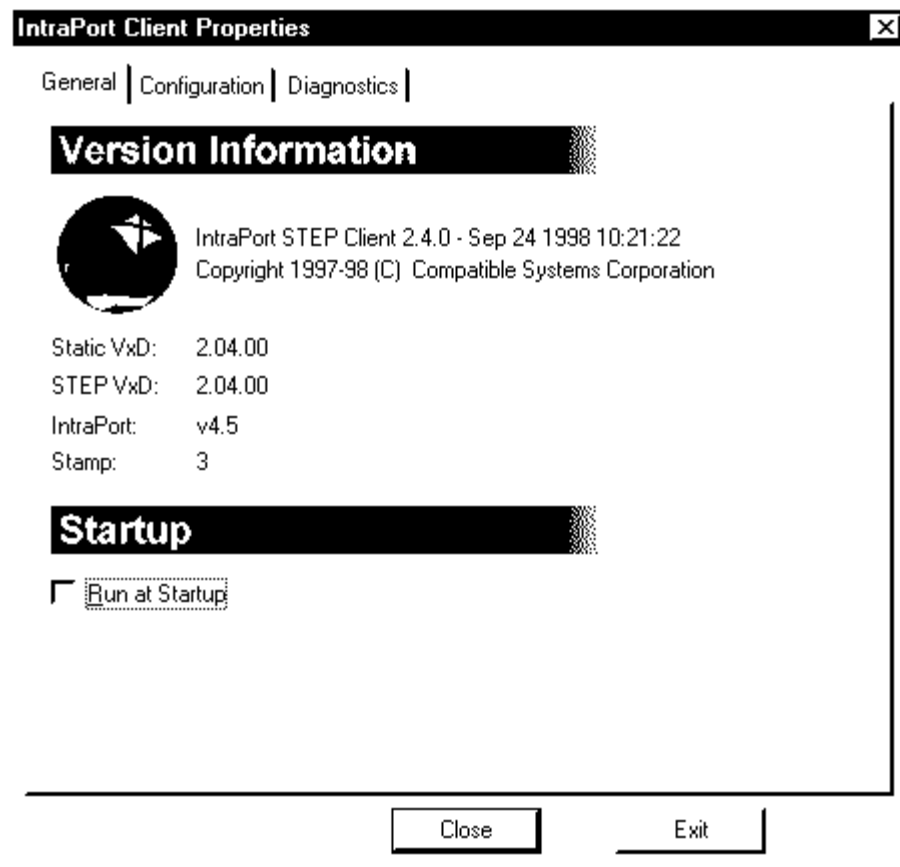 IntraPort Client Properties
General Configuration Diagnostics
Version Information
IntraPort STEP Client 2.4.0 - Sep 24 1998 10:21:22
Copyright 1997-98 (C) Compatible Systems Corporation
Static VxD: 2.04.00
STEP VxD: 2.04.00
IntraPort: v4.5
Stamp: 3
Startup
Run at Startup
Close Exit